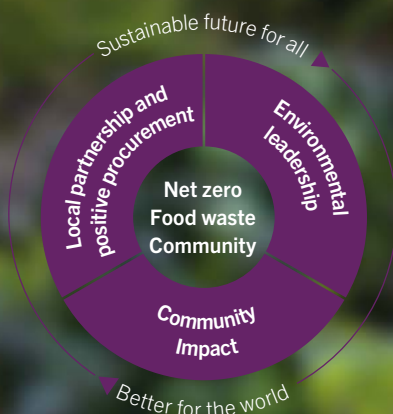 Sustainable future for all
Local partnership and
positive procurement
Environmental
leadership
Net zero
Food waste
Community
Community
Impact
Better for the world